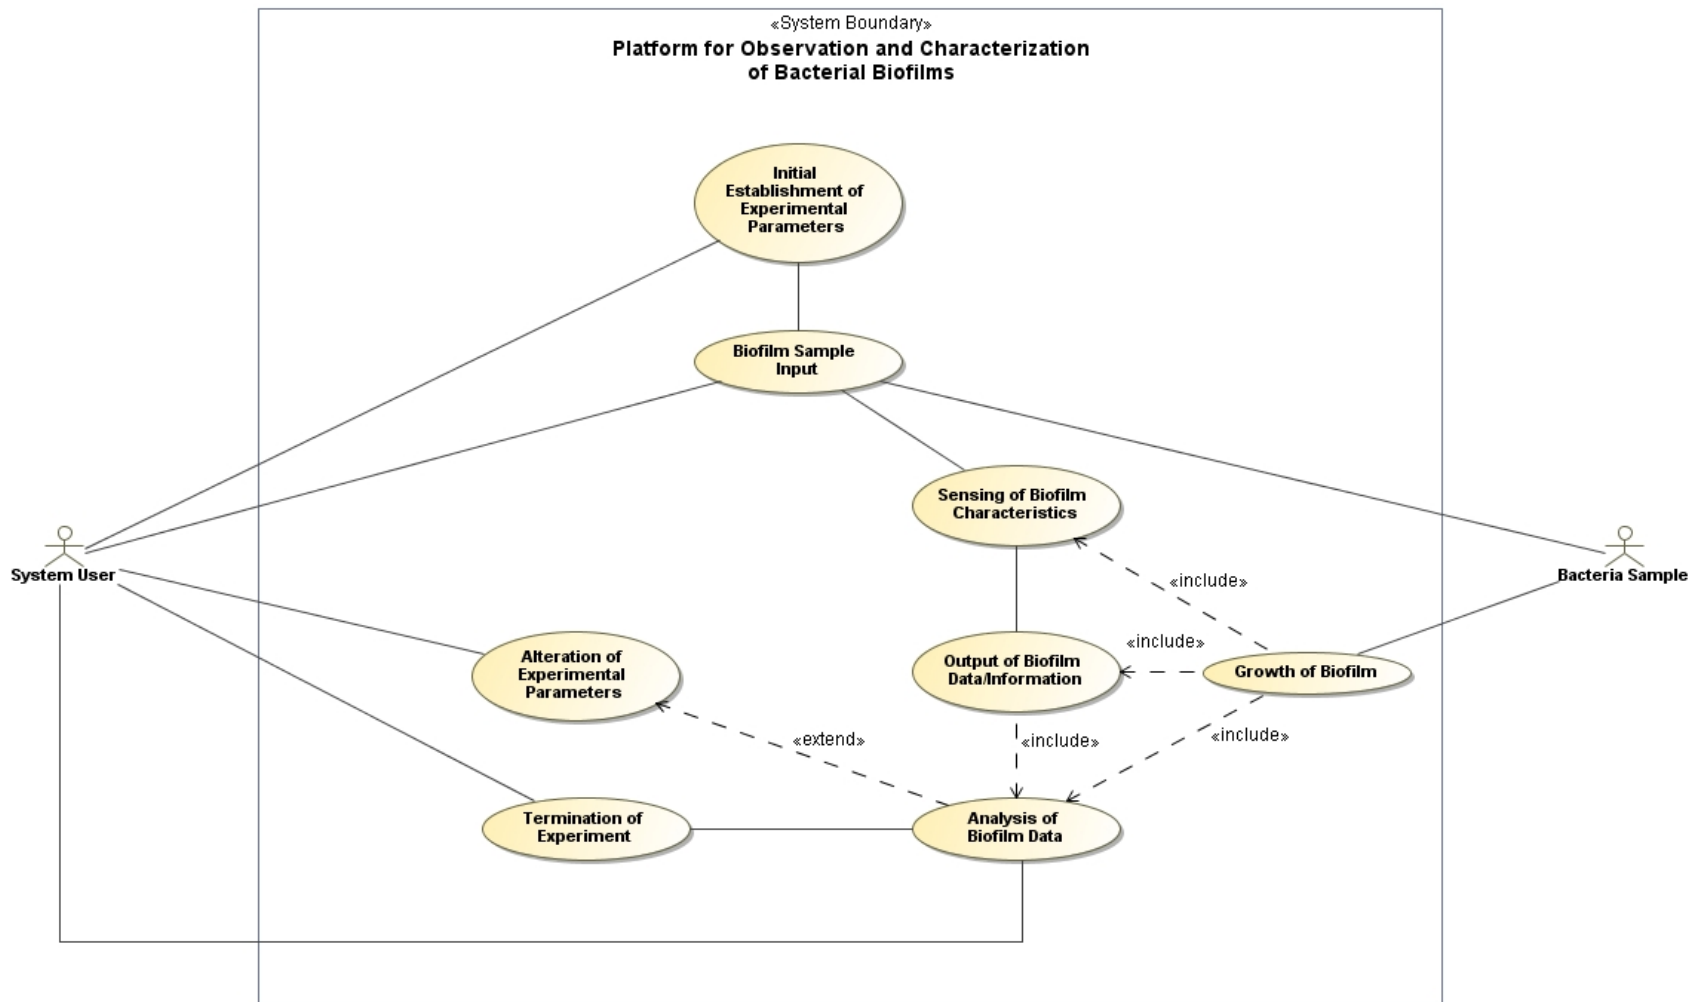 «System Boundary»
Platform for Observation and Characterization
of Bacterial Biofilms
Initial
Establishment of
Experimental
Parameters
Biofilm Sample
Input
Sensing of Biofilm
Characteristics
System User
Bacteria Sample
«include»
«include»
Alteration of
Experimental
Parameters
Output of Biofilm
Data/Information
Growth of Biofilm
«extend»
«include»
«include»
Termination of
Experiment
Analysis of
Biofilm Data